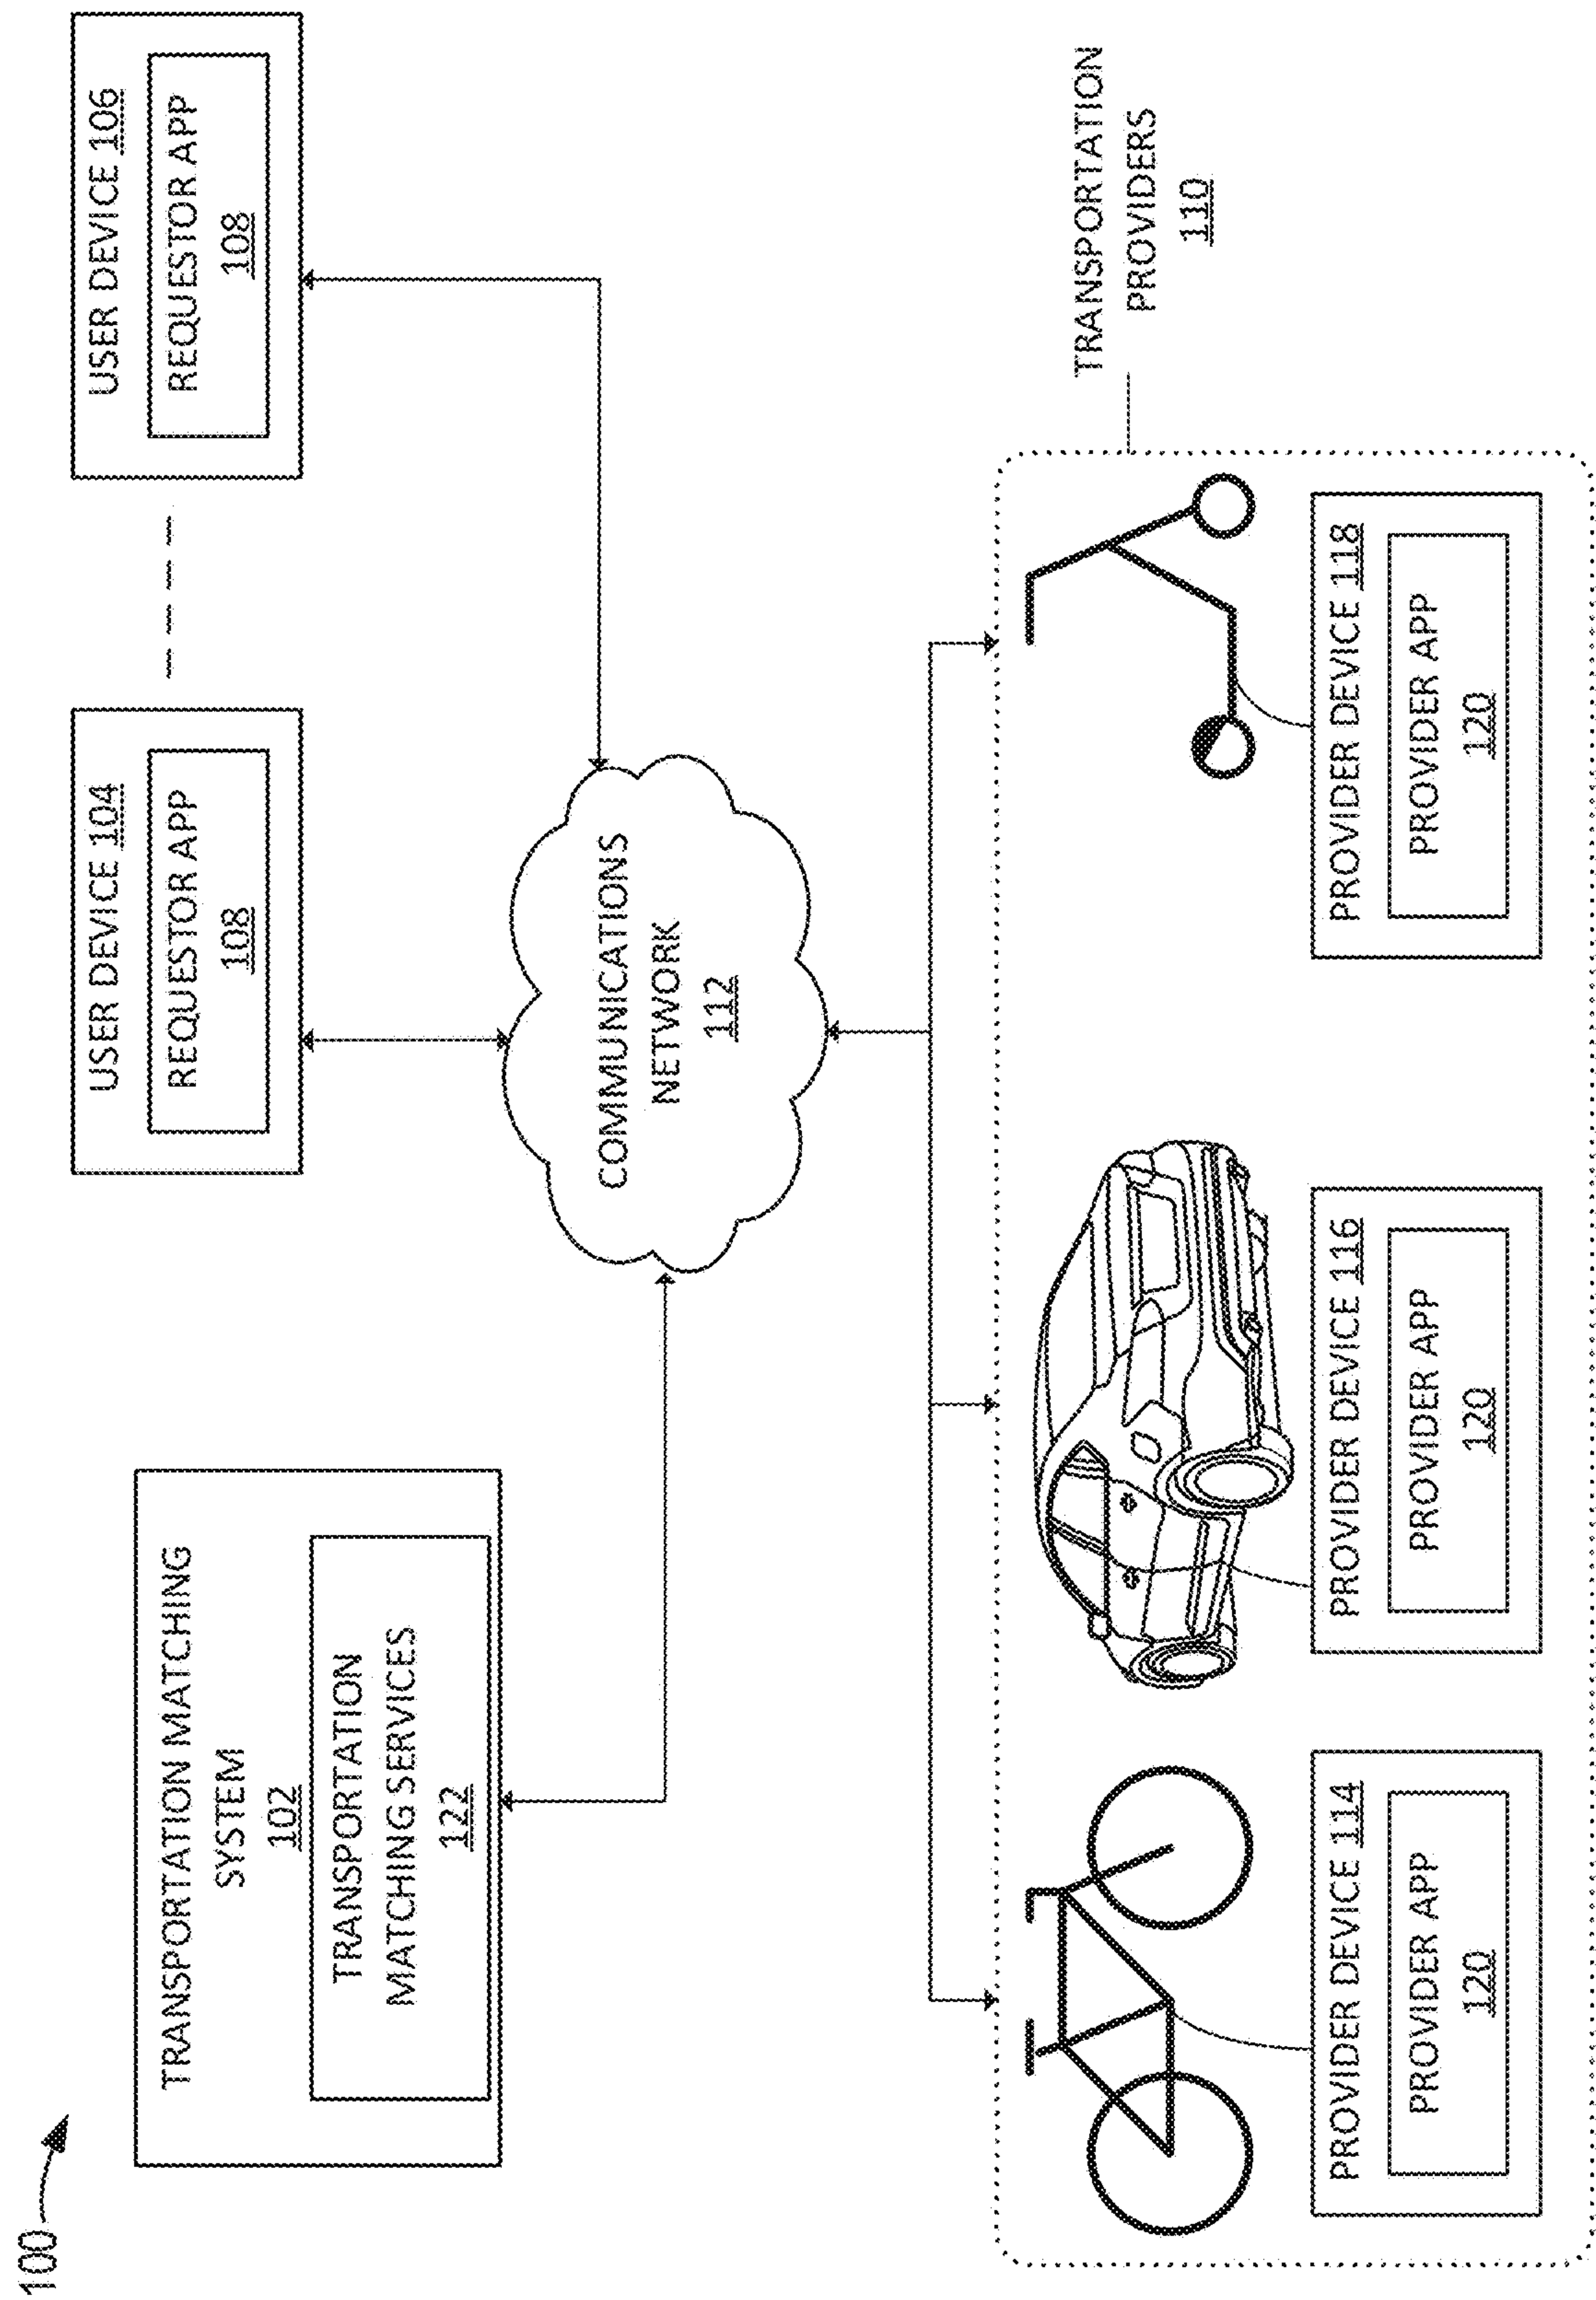 100
TRANSPORTATION MATCHING
SYSTEM
102
TRANSPORTATION
MATCHING SERVICES
122
USER DEVICE 104
REQUESTOR APP
108
USER DEVICE 106
REQUESTOR APP
108
COMMUNICATIONS
NETWORK
112
TRANSPORTATION
PROVIDERS
110
PROVIDER DEVICE 114
PROVIDER APP
120
PROVIDER DEVICE 116
PROVIDER APP
120
PROVIDER DEVICE 118
PROVIDER APP
120